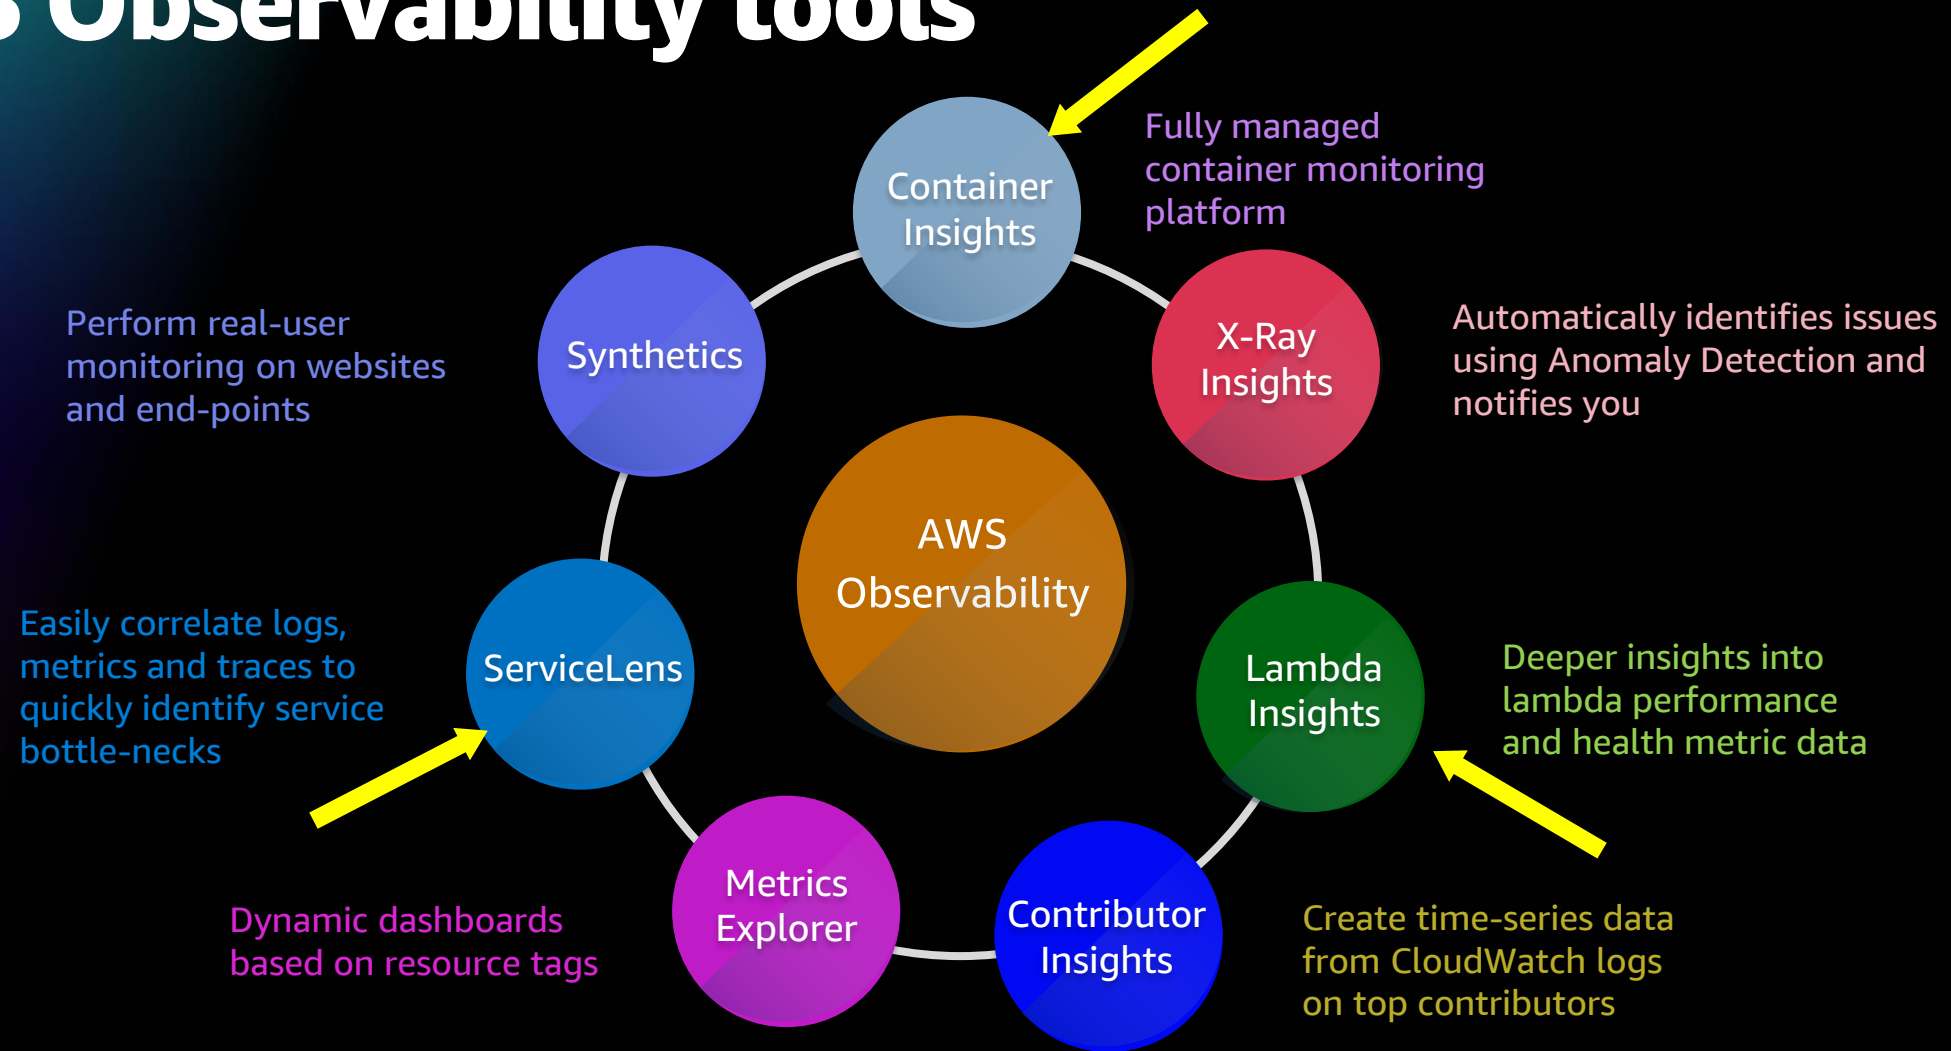 Observability tools
Container
Insights
Fully managed
container monitoring
platform
X-Ray
Insights
Automatically identifies issues
using Anomaly Detection and
notifies you
Synthetics
Perform real-user
monitoring on websites
and end-points
AWS
Observability
ServiceLens
Easily correlate logs,
metrics and traces to
quickly identify service
bottle-necks
Lambda
Insights
Deeper insights into
lambda performance
and health metric data
Metrics
Explorer
Dynamic dashboards
based on resource tags
Contributor
Insights
Create time-series data
from CloudWatch logs
on top contributors